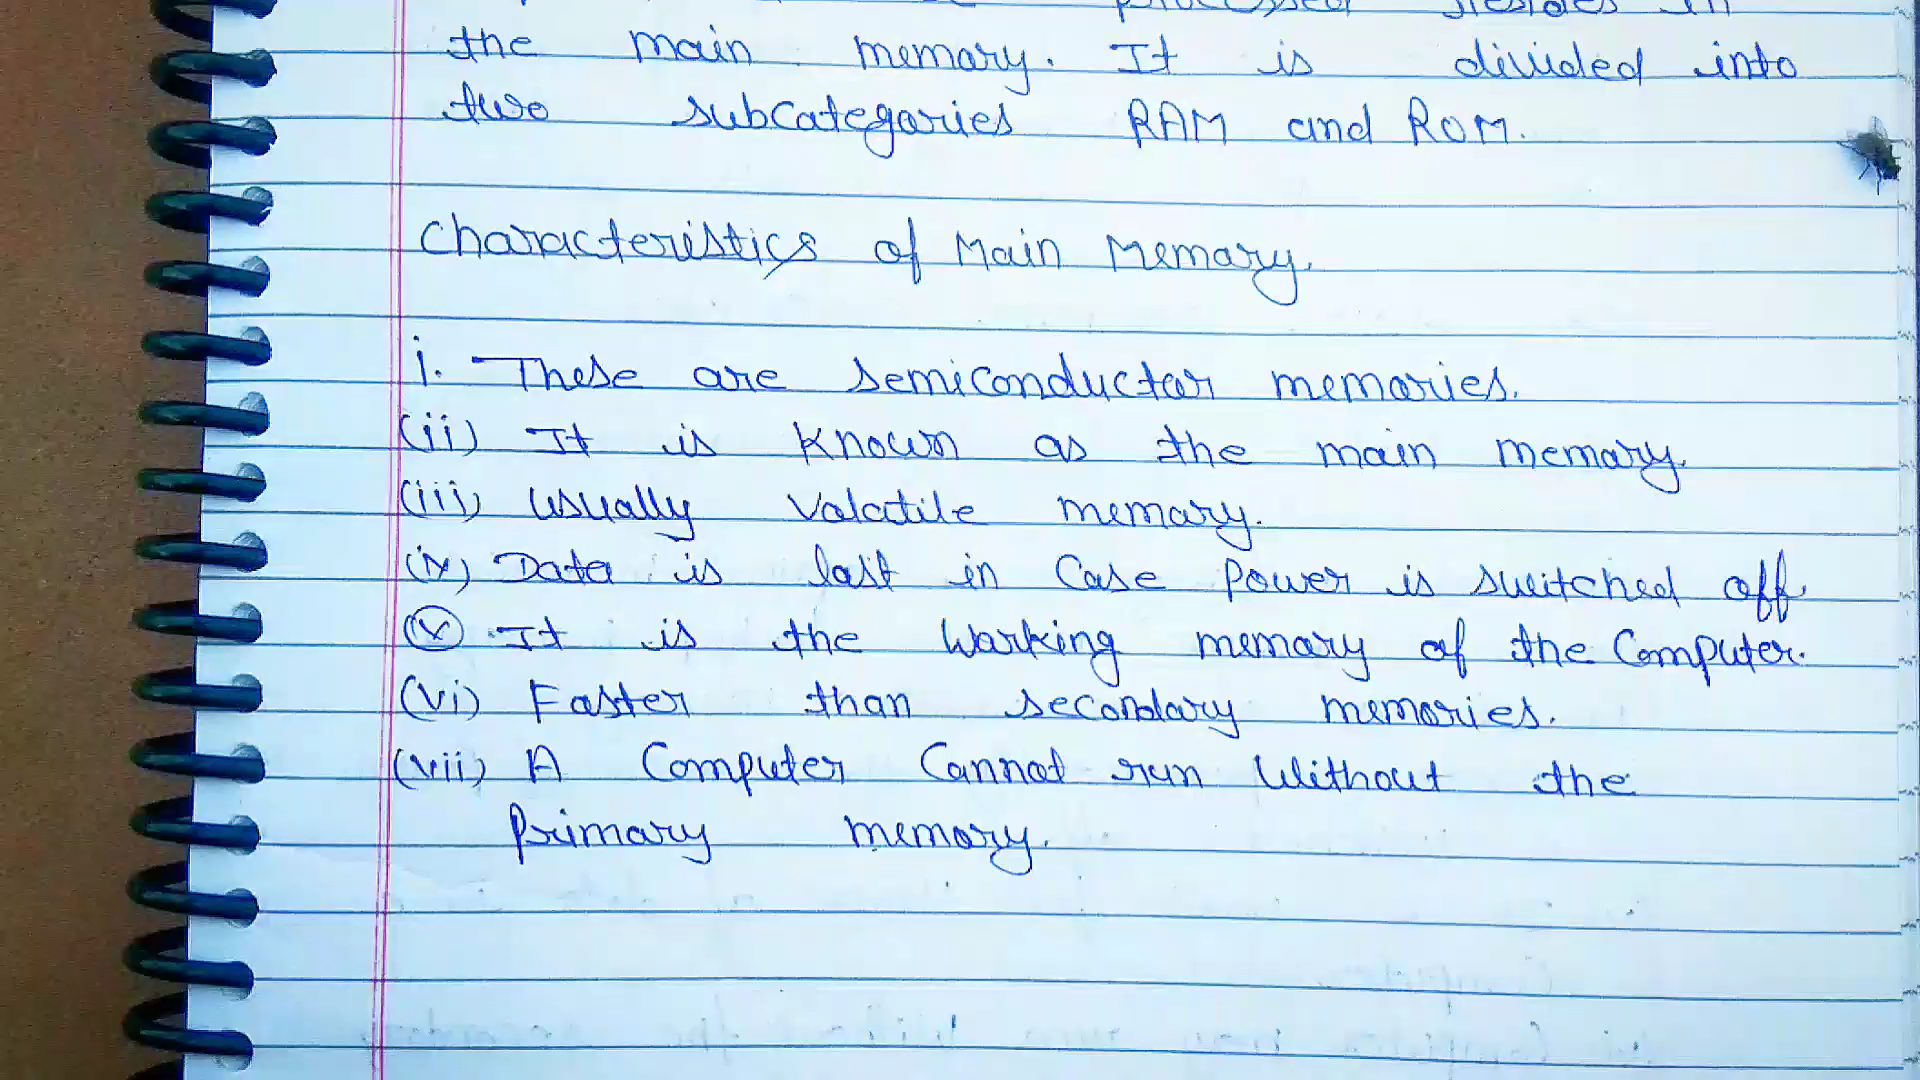 processed resides in
the main memory. It is divided into
two subcategories RAM and ROM.
Characteristics of Main Memory.
i. These are semiconductor memories.
(ii) It is known as the main memory.
(iii) Usually Volatile memory.
(iv) Data is lost in Case Power is switched off
(v) It is the Working memory of the Computer.
(vi) Faster than secondary memories.
(vii) A Computer Cannot run Without the
Primary memory.